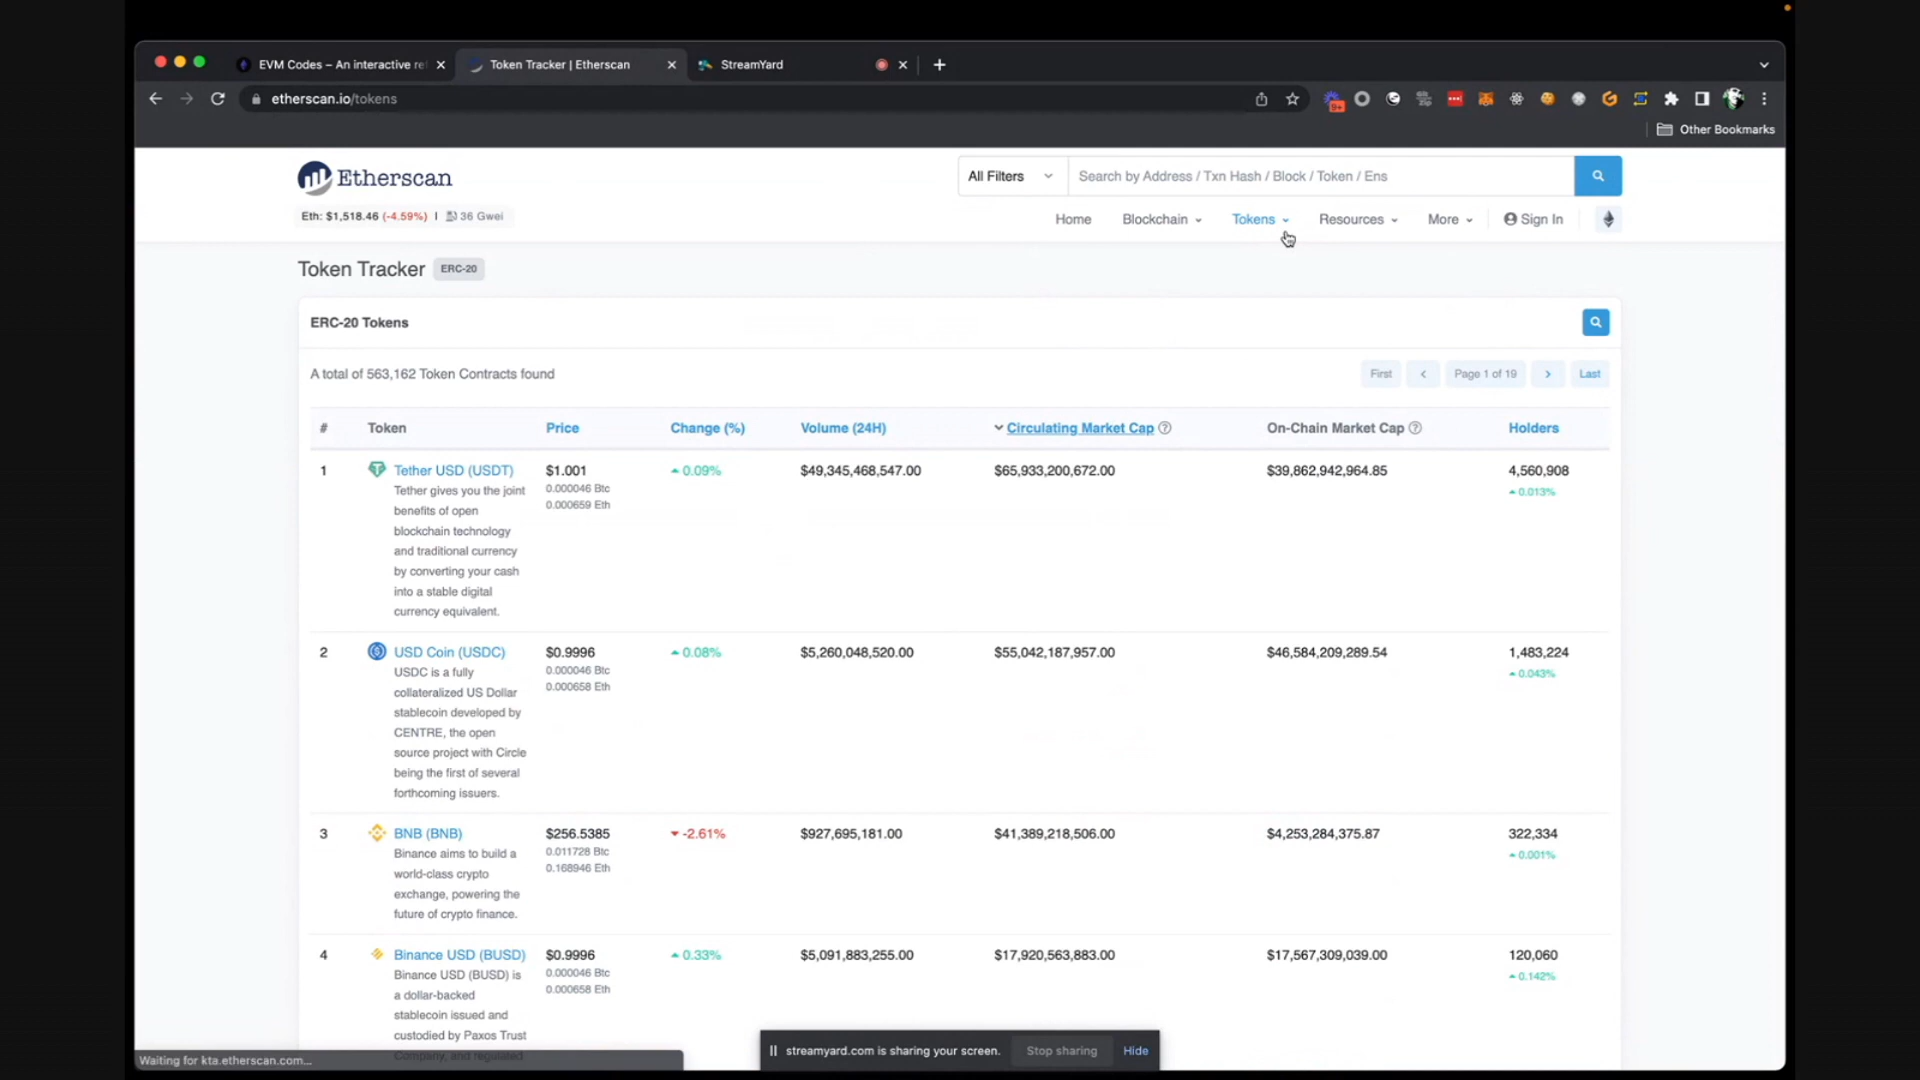 EVM Codes – An interactive re
Token Tracker | Etherscan
StreamYard
etherscan.io/tokens
9+
Other Bookmarks
Etherscan
All Filters
Search by Address / Txn Hash / Block / Token / Ens
Eth: $1,518.46 (-4.59%) | 36 Gwei
Home Blockchain Tokens Resources More Sign In
Token Tracker ERC-20
ERC-20 Tokens
A total of 563,162 Token Contracts found
First Page 1 of 19 Last
# Token Price Change (%) Volume (24H) Circulating Market Cap On-Chain Market Cap Holders
1 Tether USD (USDT) $1.001 0.09% $49,345,468,547.00 $65,933,200,672.00 $39,862,942,964.85 4,560,908
Tether gives you the joint 0.000046 Btc 0.013%
benefits of open 0.000659 Eth
blockchain technology
and traditional currency
by converting your cash
into a stable digital
currency equivalent.
2 USD Coin (USDC) $0.9996 0.08% $5,260,048,520.00 $55,042,187,957.00 $46,584,209,289.54 1,483,224
USDC is a fully 0.000046 Btc 0.043%
collateralized US Dollar 0.000658 Eth
stablecoin developed by
CENTRE, the open
source project with Circle
being the first of several
forthcoming issuers.
3 BNB (BNB) $256.5385 -2.61% $927,695,181.00 $41,389,218,506.00 $4,253,284,375.87 322,334
Binance aims to build a 0.011728 Btc 0.001%
world-class crypto 0.168946 Eth
exchange, powering the
future of crypto finance.
4 Binance USD (BUSD) $0.9996 0.33% $5,091,883,255.00 $17,920,563,883.00 $17,567,309,039.00 120,060
Binance USD (BUSD) is 0.000046 Btc 0.142%
a dollar-backed 0.000658 Eth
stablecoin issued and
custodied by Paxos Trust
Company, and regulated
Waiting for kta.etherscan.com...
streamyard.com is sharing your screen. Stop sharing Hide